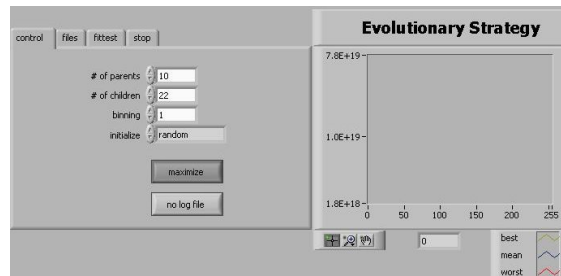 control files fittest stop
# of parents 10
# of children 22
binning 1
initialize random
maximize
no log file
Evolutionary Strategy
7.8E+19
1.0E+19
1.8E+18
0 50 100 150 200 255
0
best
mean
worst